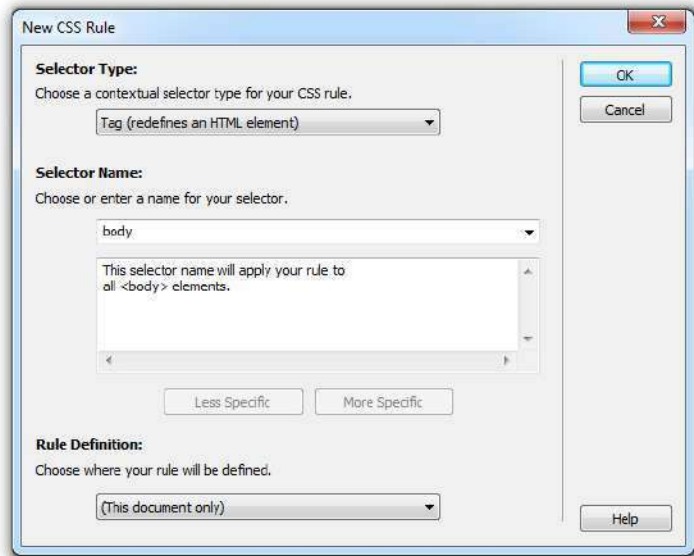 New CSS Rule
Selector Type:
OK
Choose a contextual selector type for your CSS rule.
Tag (redefines an HTML element)
Cancel
Selector Name:
Choose or enter a name for your selector.
body
This selector name will apply your rule to
all <body> elements.
Less Specific
More Specific
Rule Definition:
Choose where your rule will be defined.
(This document only)
Help